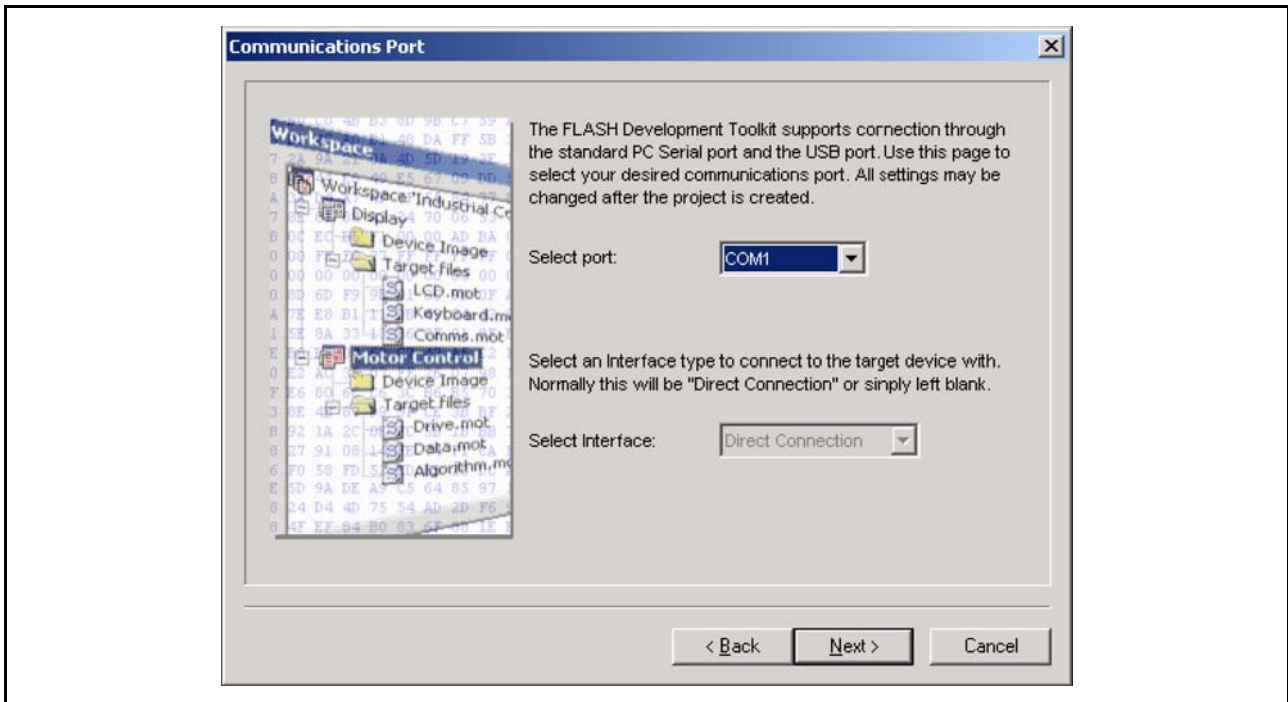 Communications Port
Workspace
Workspace 'Industrial Co
Display
Device Image
Target files
LCD.mot
Keyboard.m
Comms.mot
Motor Control
Device Image
Target files
Drive.mot
Data.mot
Algorithm.mo
The FLASH Development Toolkit supports connection through
the standard PC Serial port and the USB port. Use this page to
select your desired communications port. All settings may be
changed after the project is created.
Select port:
COM1
Select an Interface type to connect to the target device with.
Normally this will be "Direct Connection" or simply left blank.
Select Interface:
Direct Connection
< Back
Next >
Cancel